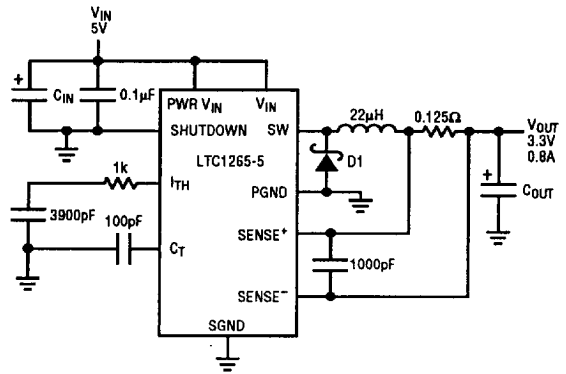 VIN
5V
+
CIN
0.1µF
PWR VIN
VIN
SHUTDOWN
SW
22µH
0.125Ω
VOUT
3.3V
0.8A
LTC1265-5
D1
1k
ITH
PGND
+
COUT
3900pF
100pF
CT
SENSE+
1000pF
SENSE−
SGND